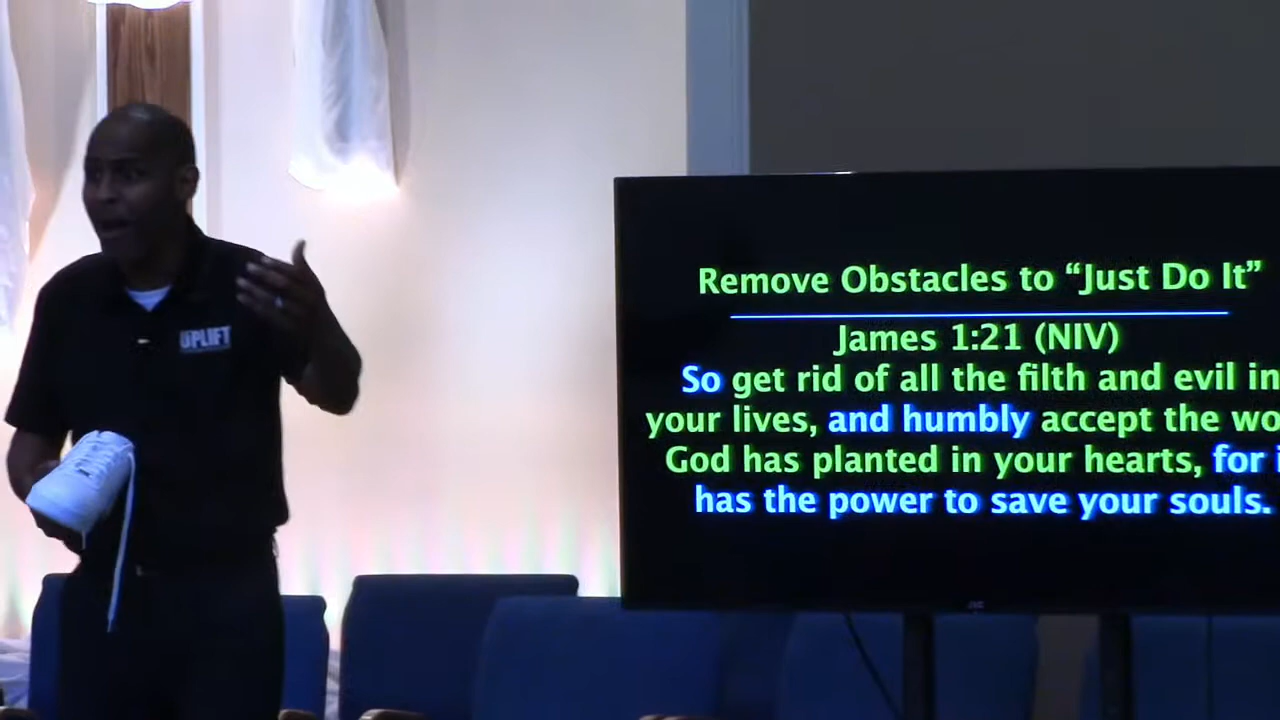 UPLIFT
Remove Obstacles to “Just Do It”
James 1:21 (NIV)
So get rid of all the filth and evil in
your lives, and humbly accept the wo
God has planted in your hearts, for i
has the power to save your souls.
JVC